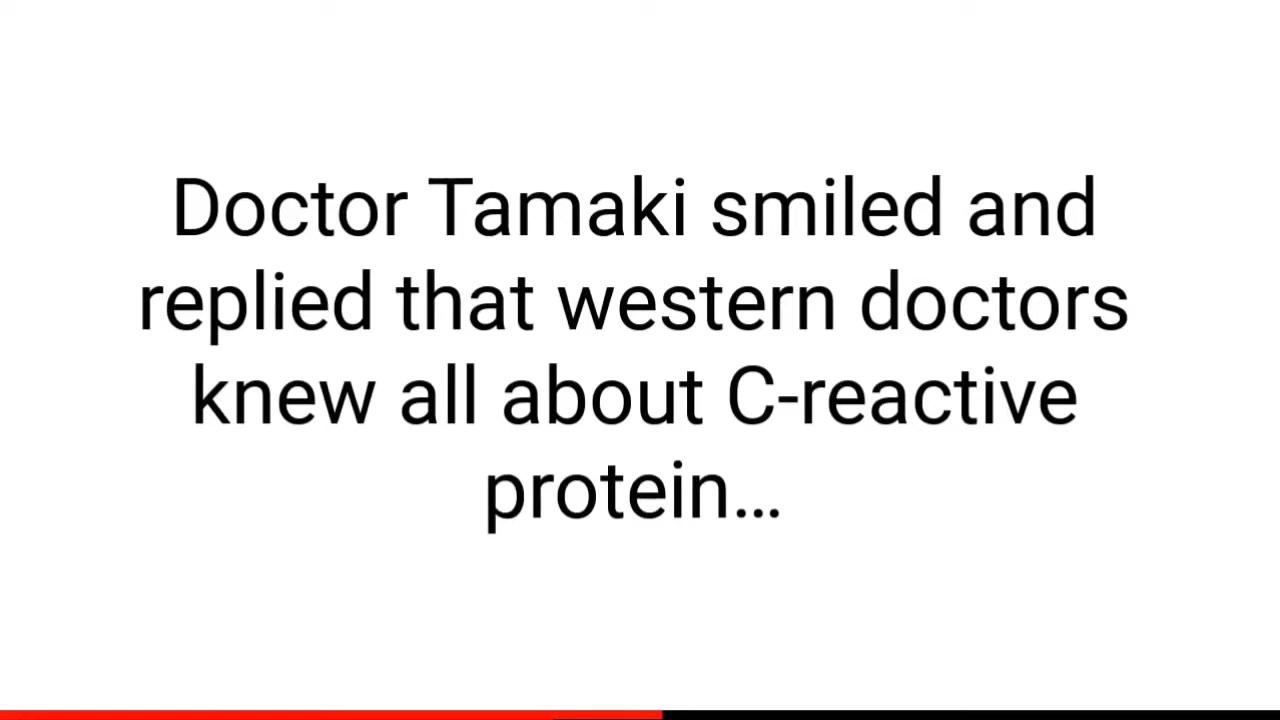 Doctor Tamaki smiled and
replied that western doctors
knew all about C-reactive
protein…